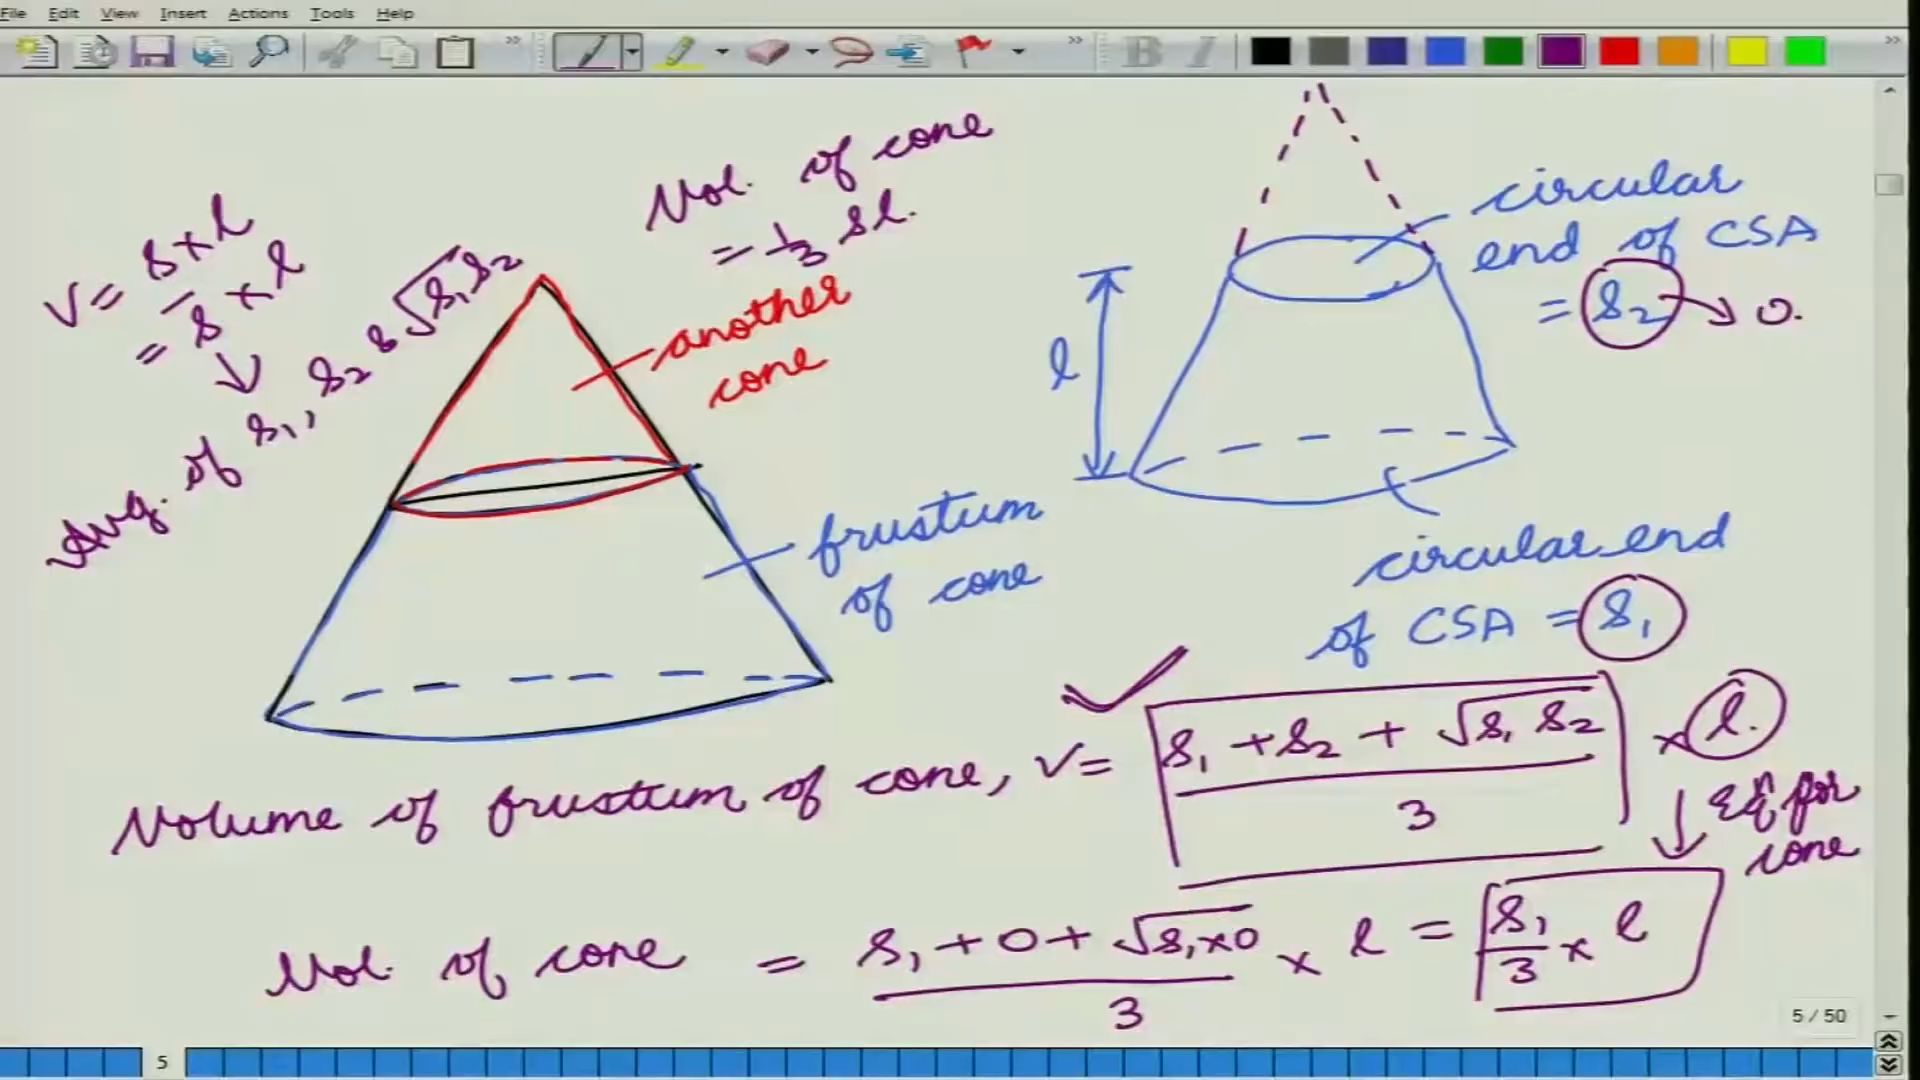 File Edit View Insert Actions Tools Help
B I
V = s × l
= s̄ × l
↓
Avg. of s₁, s₂ & √s₁s₂
Vol. of cone
= 1/3 sl.
another
cone
frustum
of cone
l
circular
end of CSA
= s₂ → 0.
circular end
of CSA = s₁
Volume of frustum of cone, V = (s₁ + s₂ + √s₁ s₂)/3 × l.
↓ Eqⁿ for
cone
Vol. of cone = (s₁ + 0 + √s₁×0)/3 × l = s₁/3 × l
5 / 50
5